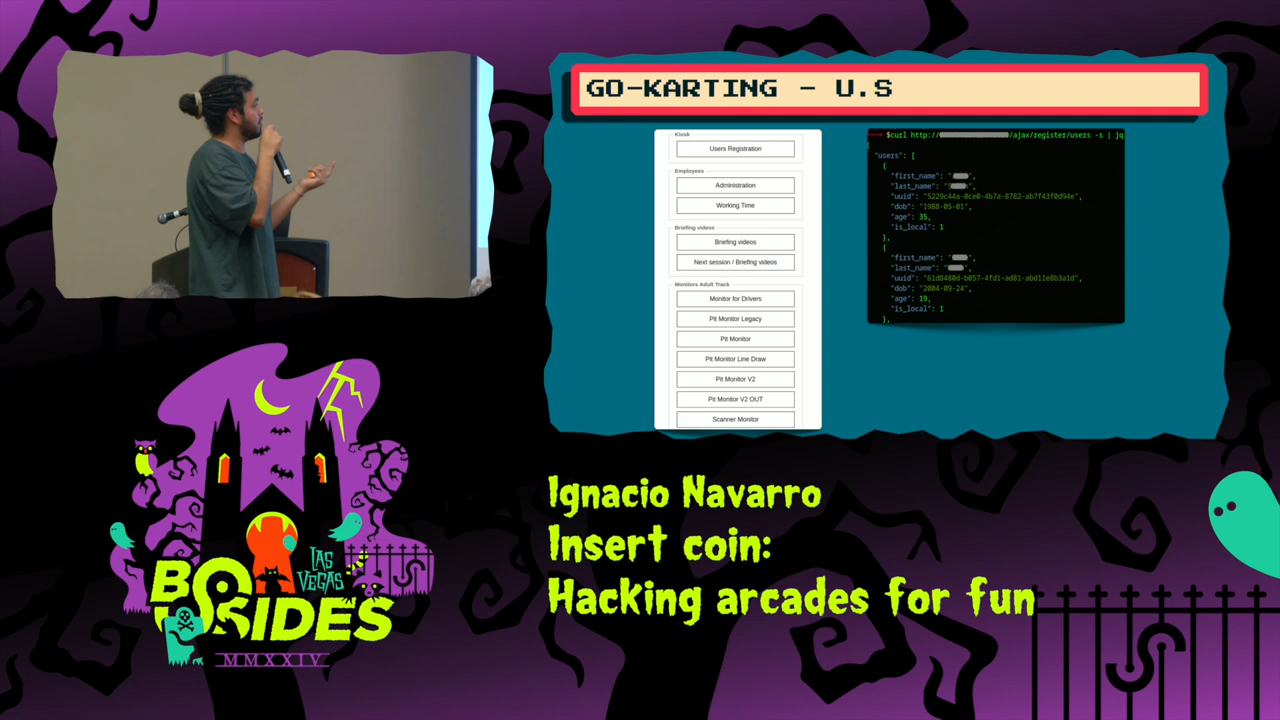 GO-KARTING - U.S
Kiosk
Users Registration
Employees
Administration
Working Time
Briefing videos
Briefing videos
Next session / Briefing videos
Monitors Adult Track
Monitor for Drivers
Pit Monitor Legacy
Pit Monitor
Pit Monitor Line Draw
Pit Monitor V2
Pit Monitor V2 OUT
Scanner Monitor
$curl http:// /ajax/register/users -s | jq
[
"users": [
{
"first_name": " ",
"last_name": " ",
"uuid": "5229c44a-0ce0-4b7a-8782-ab7f43f0d94e",
"dob": "1988-05-01",
"age": 35,
"is_local": 1
},
{
"first_name": " ",
"last_name": " ",
"uuid": "61d8480d-b057-4fd1-ad81-abd11e8b3a1d",
"dob": "2004-09-24",
"age": 19,
"is_local": 1
},
Ignacio Navarro
Insert coin:
Hacking arcades for fun
LAS
VEGAS
BSIDES
MMXXIV